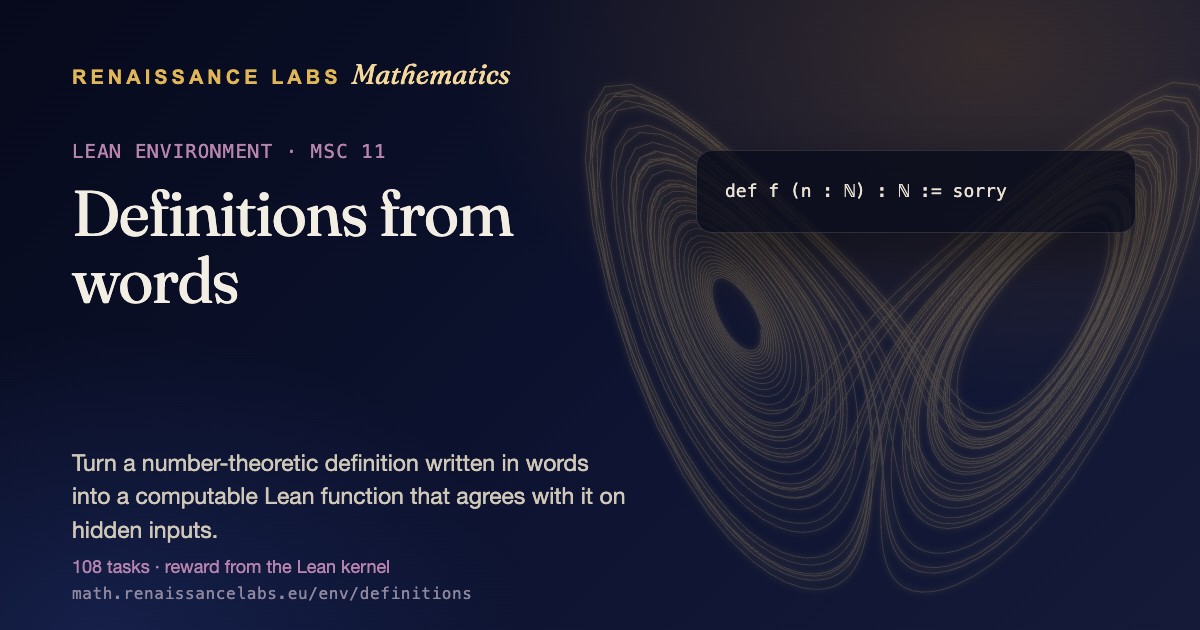 RENAISSANCE LABS Mathematics
LEAN ENVIRONMENT · MSC 11
Definitions from
words
def f (n : ℕ) : ℕ := sorry
Turn a number-theoretic definition written in words
into a computable Lean function that agrees with it on
hidden inputs.
108 tasks · reward from the Lean kernel
math.renaissancelabs.eu/env/definitions